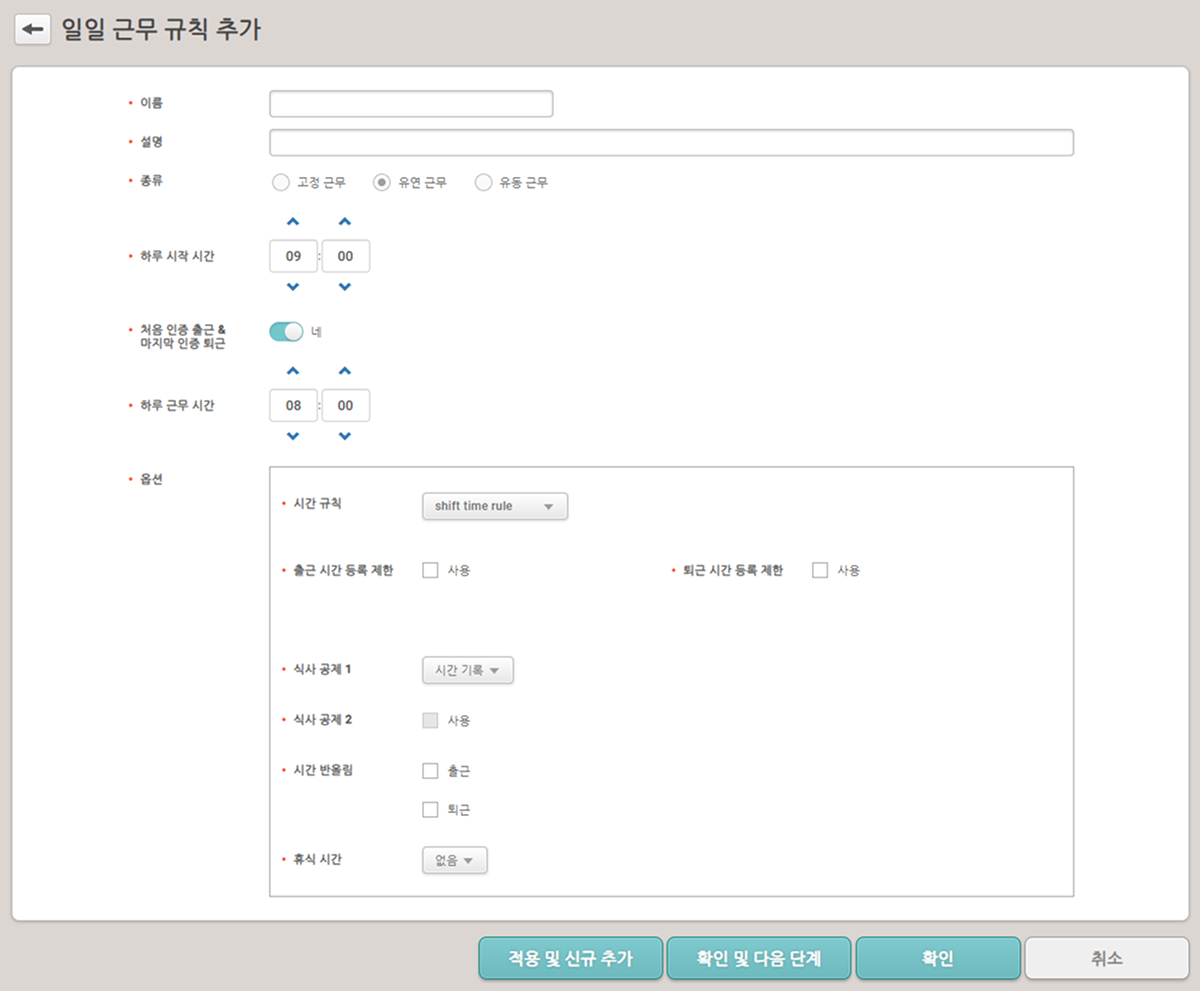 일일 근무 규칙 추가
이름
설명
종류 고정 근무 유연 근무 유동 근무
하루 시작 시간 09 : 00
처음 인증 출근 & 네
마지막 인증 퇴근
하루 근무 시간 08 : 00
옵션
시간 규칙 shift time rule
출근 시간 등록 제한 사용 퇴근 시간 등록 제한 사용
식사 공제 1 시간 기록
식사 공제 2 사용
시간 반올림 출근
퇴근
휴식 시간 없음
적용 및 신규 추가 확인 및 다음 단계 확인 취소